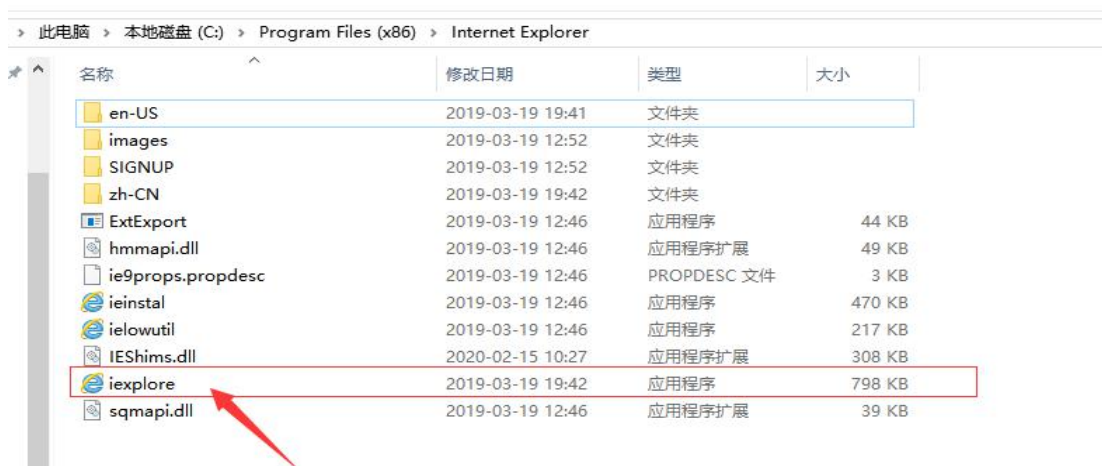 › 此电脑 › 本地磁盘 (C:) › Program Files (x86) › Internet Explorer
名称 修改日期 类型 大小
en-US 2019-03-19 19:41 文件夹
images 2019-03-19 12:52 文件夹
SIGNUP 2019-03-19 12:52 文件夹
zh-CN 2019-03-19 19:42 文件夹
ExtExport 2019-03-19 12:46 应用程序 44 KB
hmmapi.dll 2019-03-19 12:46 应用程序扩展 49 KB
ie9props.propdesc 2019-03-19 12:46 PROPDESC 文件 3 KB
ieinstal 2019-03-19 12:46 应用程序 470 KB
ielowutil 2019-03-19 12:46 应用程序 217 KB
IEShims.dll 2020-02-15 10:27 应用程序扩展 308 KB
iexplore 2019-03-19 19:42 应用程序 798 KB
sqmapi.dll 2019-03-19 12:46 应用程序扩展 39 KB